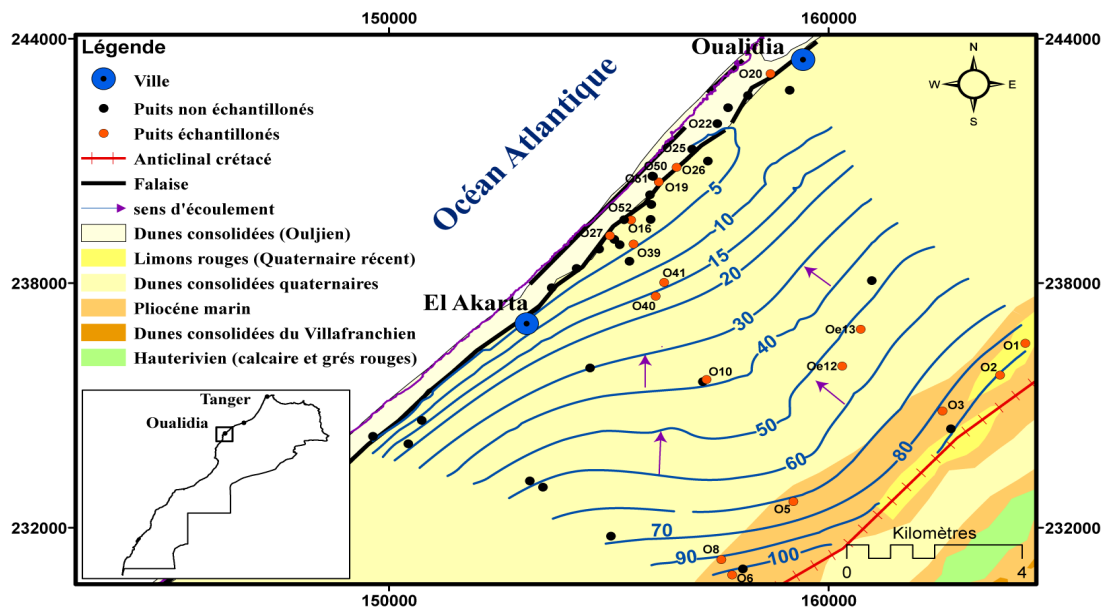 150000
160000
244000
244000
Légende
Ville
Puits non échantillonés
Puits échantillonés
Anticlinal crétacé
Falaise
sens d'écoulement
Dunes consolidées (Ouljien)
Limons rouges (Quaternaire récent)
Dunes consolidées quaternaires
Pliocéne marin
Dunes consolidées du Villafranchien
Hauterivien (calcaire et grés rouges)
Océan Atlantique
Oualidia
El Akarta
N
W
E
S
O20
O22
O25
O50
O26
O51
O19
O52
O16
O27
O39
O41
O40
O10
Oe13
Oe12
O1
O2
O3
O5
O8
O6
5
10
15
20
30
40
50
60
80
70
90
100
238000
238000
232000
232000
Tanger
Oualidia
Kilomètres
0
4
150000
160000